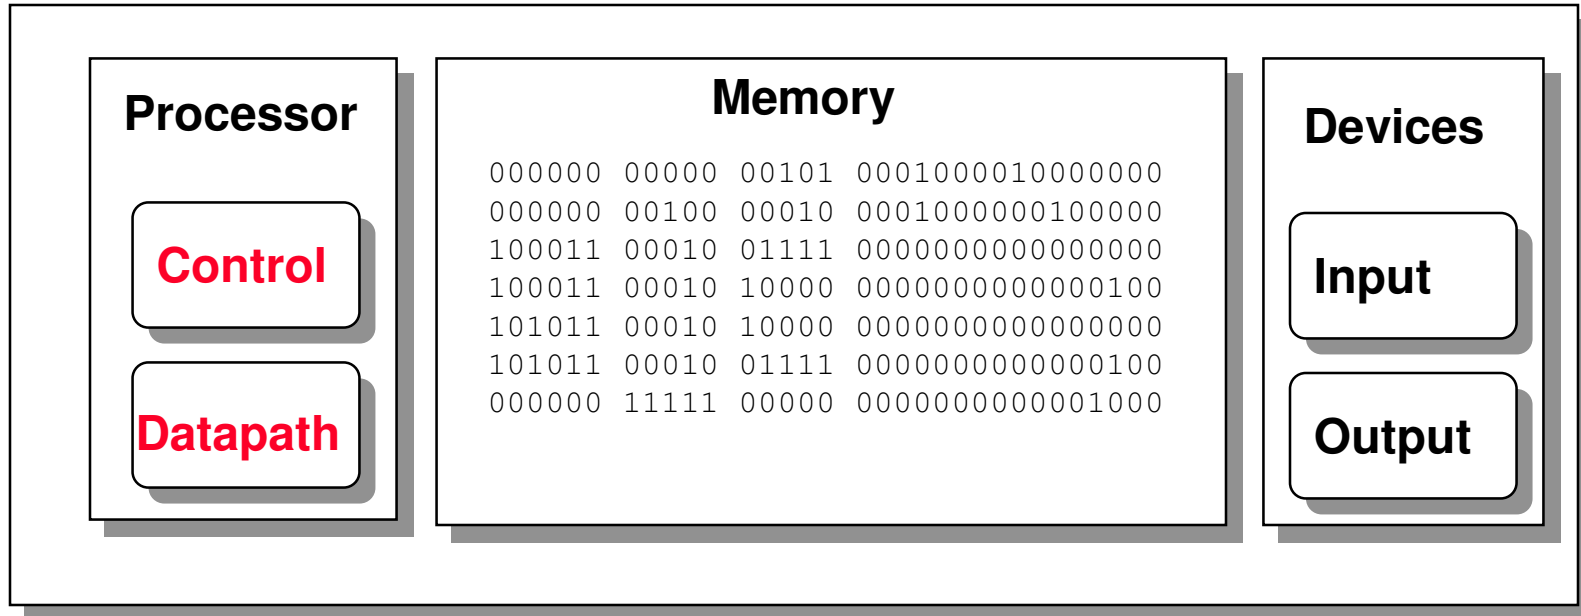 Processor
Control
Datapath
Memory
000000 00000 00101 0001000010000000
000000 00100 00010 0001000000100000
100011 00010 01111 0000000000000000
100011 00010 10000 0000000000000100
101011 00010 10000 0000000000000000
101011 00010 01111 0000000000000100
000000 11111 00000 0000000000001000
Devices
Input
Output